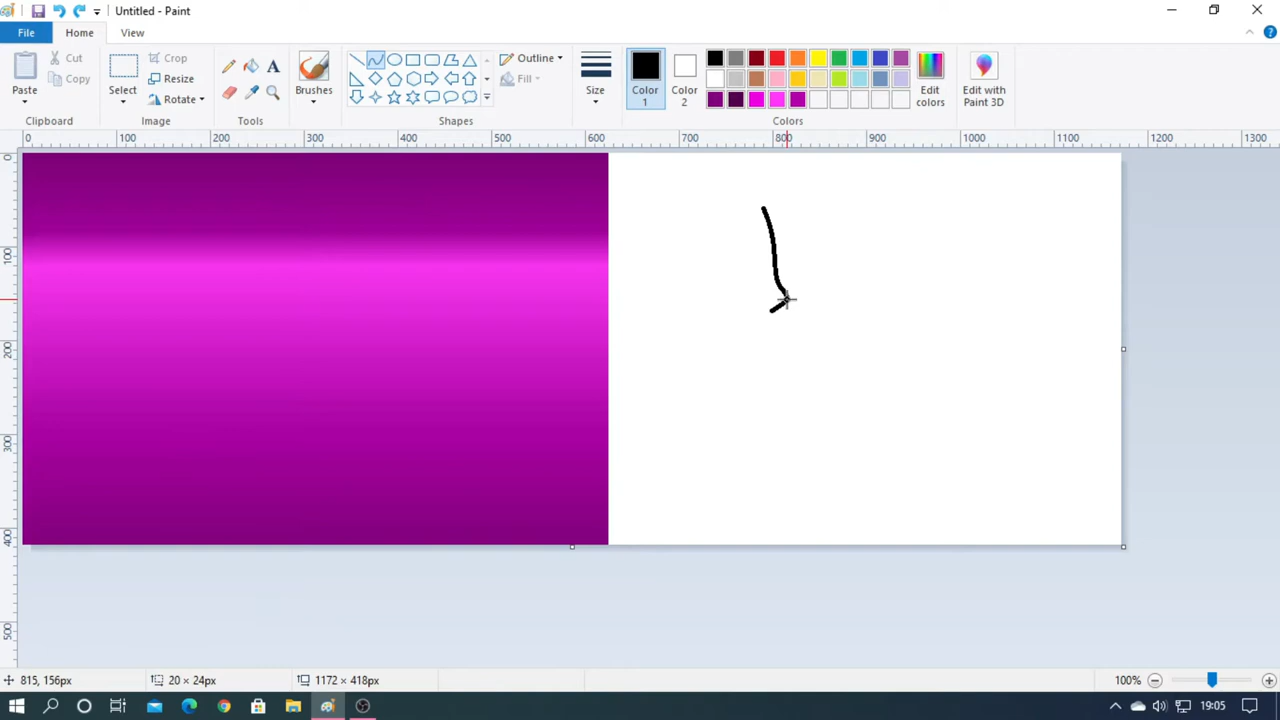 Untitled - Paint
File
Home
View
Paste
Cut
Copy
Clipboard
Select
Crop
Resize
Rotate
Image
A
Tools
Brushes
Shapes
Outline
Fill
Size
Color
1
Color
2
Colors
Edit
colors
Edit with
Paint 3D
0 100 200 300 400 500 600 700 800 900 1000 1100 1200 1300
0
100
200
300
400
500
815, 156px
20 × 24px
1172 × 418px
100%
19:05